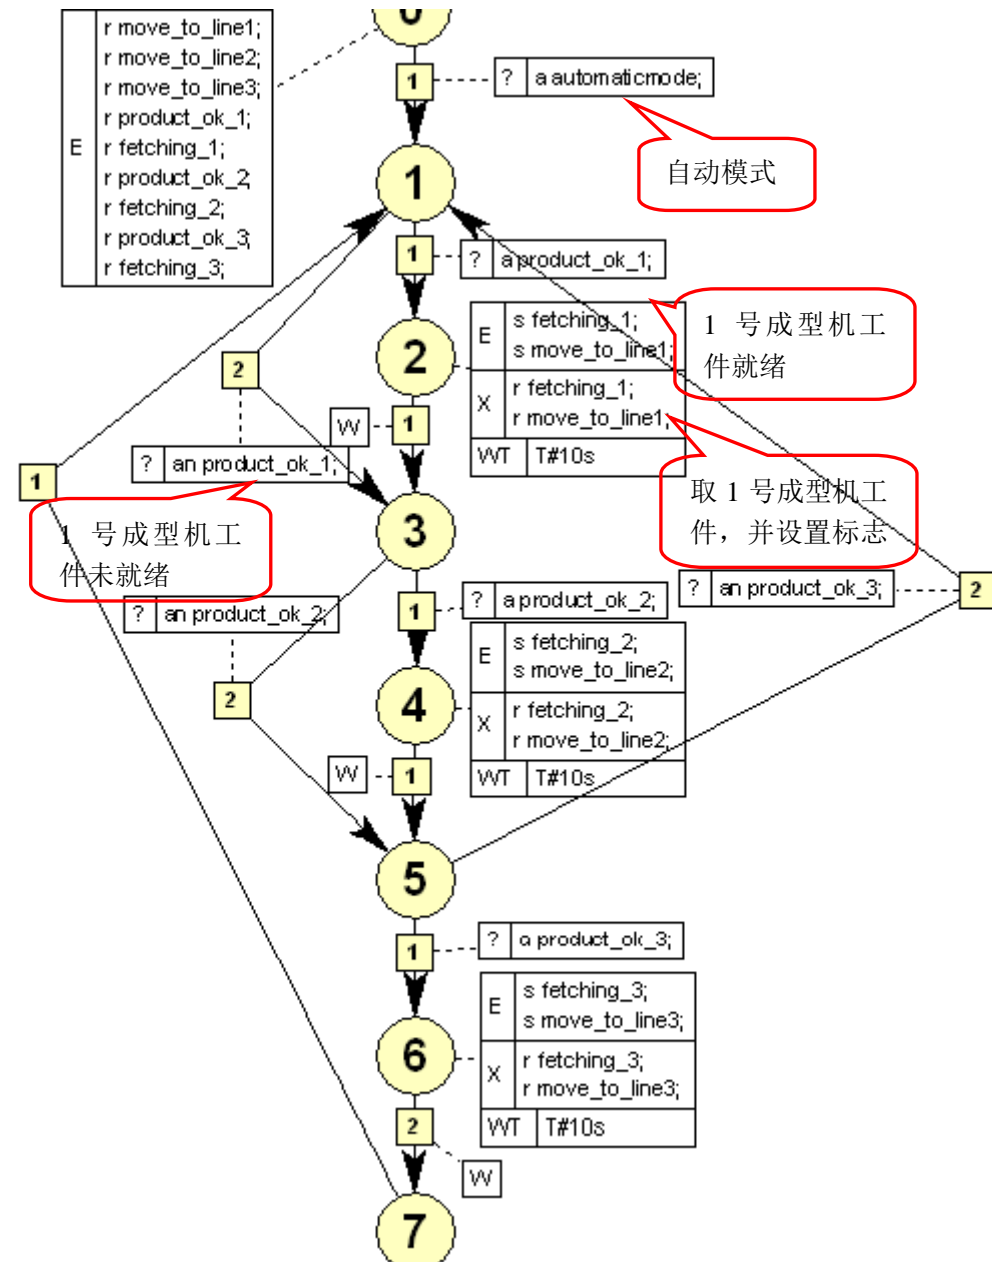 0
r move_to_line1;
r move_to_line2;
r move_to_line3;
r product_ok_1;
E
r fetching_1;
r product_ok_2;
r fetching_2;
r product_ok_3;
r fetching_3;
1
? a automaticmode;
自动模式
1
1
? a product_ok_1;
2
E
s fetching_1;
s move_to_line1;
X
r fetching_1;
r move_to_line1;
WT T#10s
1 号成型机工
件就绪
取 1 号成型机工
件，并设置标志
2
W
1
? an product_ok_1;
1
1 号成型机工
件未就绪
3
? an product_ok_2;
1
? a product_ok_2;
? an product_ok_3;
2
E
s fetching_2;
s move_to_line2;
2
4
X
r fetching_2;
r move_to_line2;
WT T#10s
W
1
5
1
? a product_ok_3;
E
s fetching_3;
s move_to_line3;
6
X
r fetching_3;
r move_to_line3;
WT T#10s
2
W
7